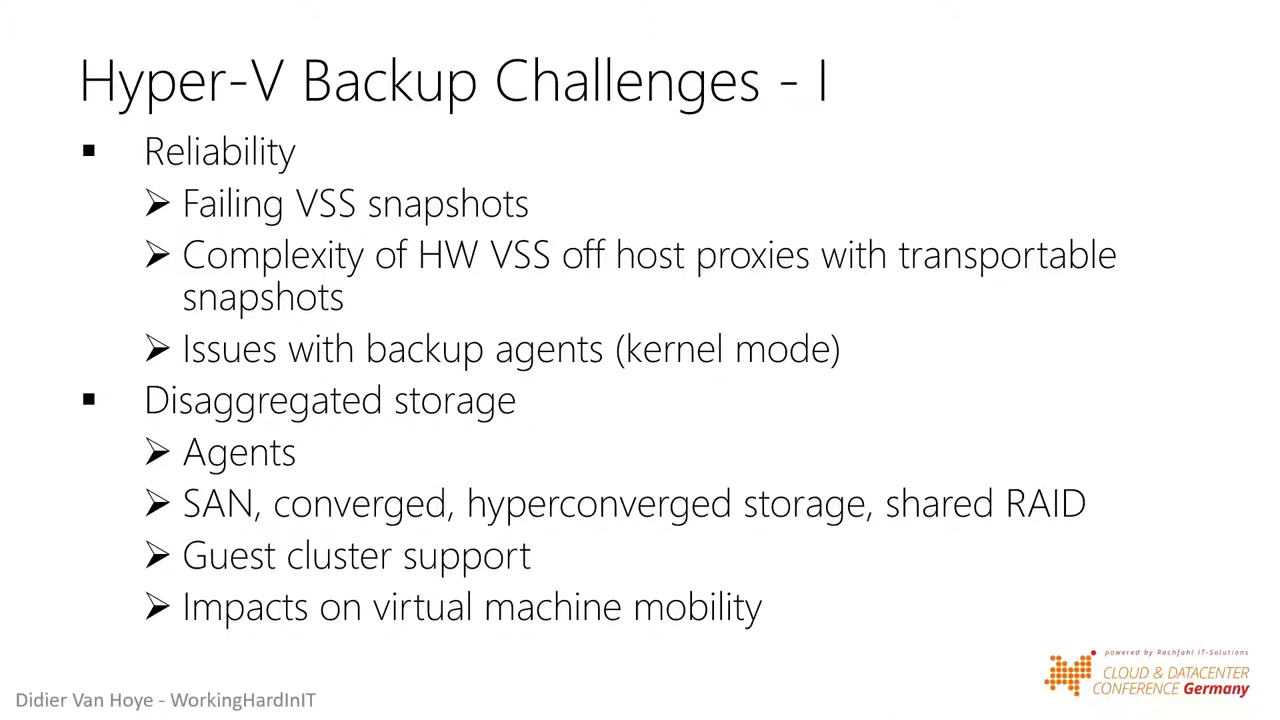 Hyper-V Backup Challenges - I
▪ Reliability
➢ Failing VSS snapshots
➢ Complexity of HW VSS off host proxies with transportable
snapshots
➢ Issues with backup agents (kernel mode)
▪ Disaggregated storage
➢ Agents
➢ SAN, converged, hyperconverged storage, shared RAID
➢ Guest cluster support
➢ Impacts on virtual machine mobility
powered by Rachfahl IT-Solutions
CLOUD & DATACENTER
CONFERENCE Germany
Didier Van Hoye - WorkingHardInIT